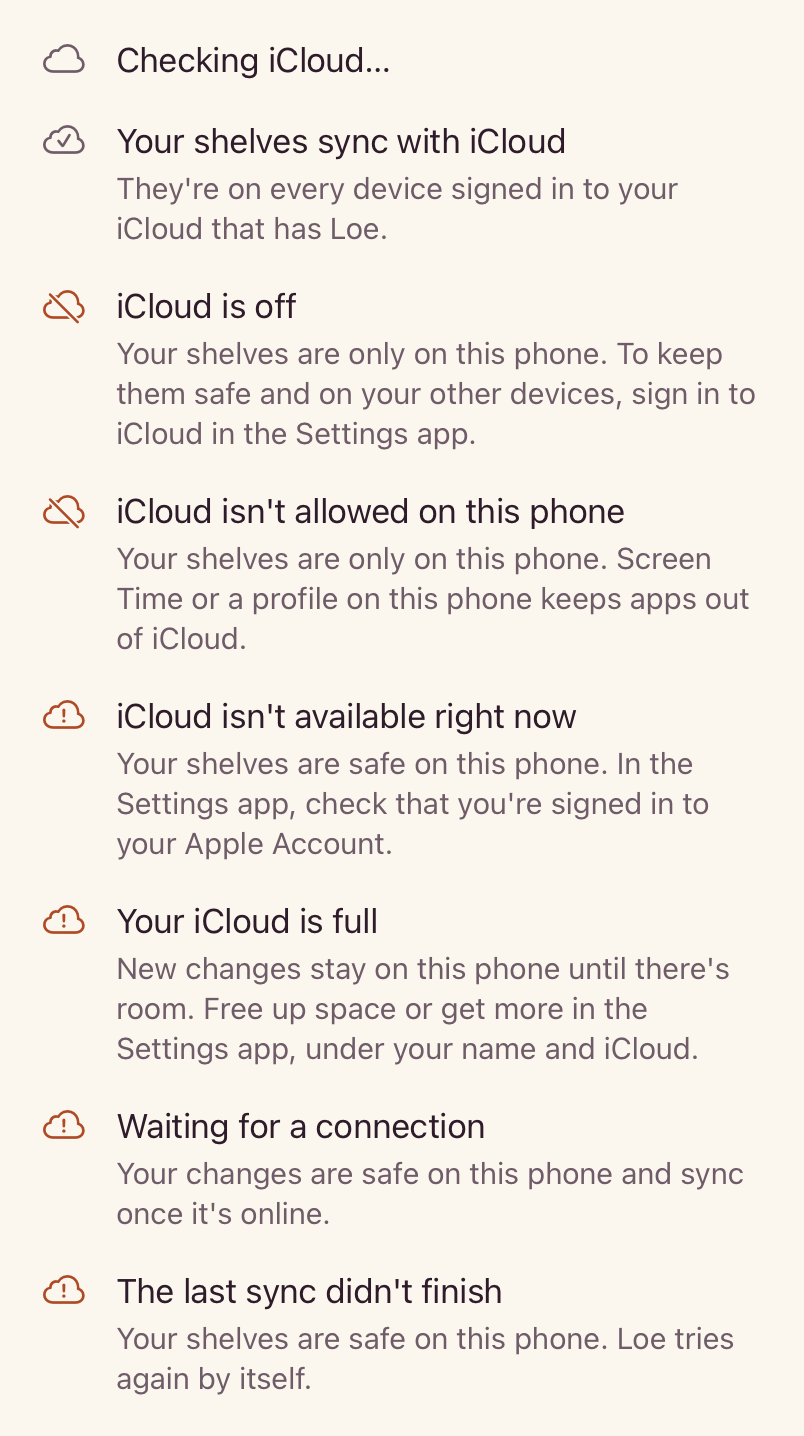 Checking iCloud...
Your shelves sync with iCloud
They're on every device signed in to your
iCloud that has Loe.
iCloud is off
Your shelves are only on this phone. To keep
them safe and on your other devices, sign in to
iCloud in the Settings app.
iCloud isn't allowed on this phone
Your shelves are only on this phone. Screen
Time or a profile on this phone keeps apps out
of iCloud.
iCloud isn't available right now
Your shelves are safe on this phone. In the
Settings app, check that you're signed in to
your Apple Account.
Your iCloud is full
New changes stay on this phone until there's
room. Free up space or get more in the
Settings app, under your name and iCloud.
Waiting for a connection
Your changes are safe on this phone and sync
once it's online.
The last sync didn't finish
Your shelves are safe on this phone. Loe tries
again by itself.